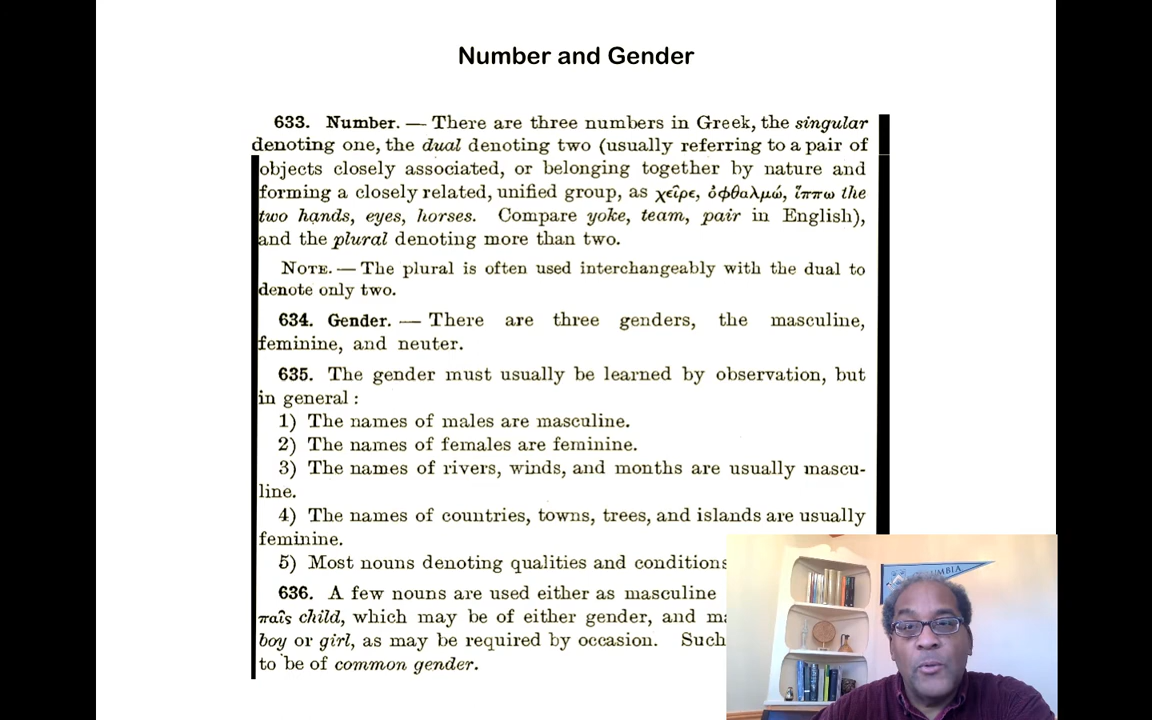 Number and Gender
633. Number. — There are three numbers in Greek, the singular
denoting one, the dual denoting two (usually referring to a pair of
objects closely associated, or belonging together by nature and
forming a closely related, unified group, as χεῖρε, ὀφθαλμώ, ἵππω the
two hands, eyes, horses. Compare yoke, team, pair in English),
and the plural denoting more than two.
NOTE. — The plural is often used interchangeably with the dual to
denote only two.
634. Gender. — There are three genders, the masculine,
feminine, and neuter.
635. The gender must usually be learned by observation, but
in general :
1) The names of males are masculine.
2) The names of females are feminine.
3) The names of rivers, winds, and months are usually mascu-
line.
4) The names of countries, towns, trees, and islands are usually
feminine.
5) Most nouns denoting qualities and conditions
636. A few nouns are used either as masculine
παῖς child, which may be of either gender, and
boy or girl, as may be required by occasion. Such
to be of common gender.